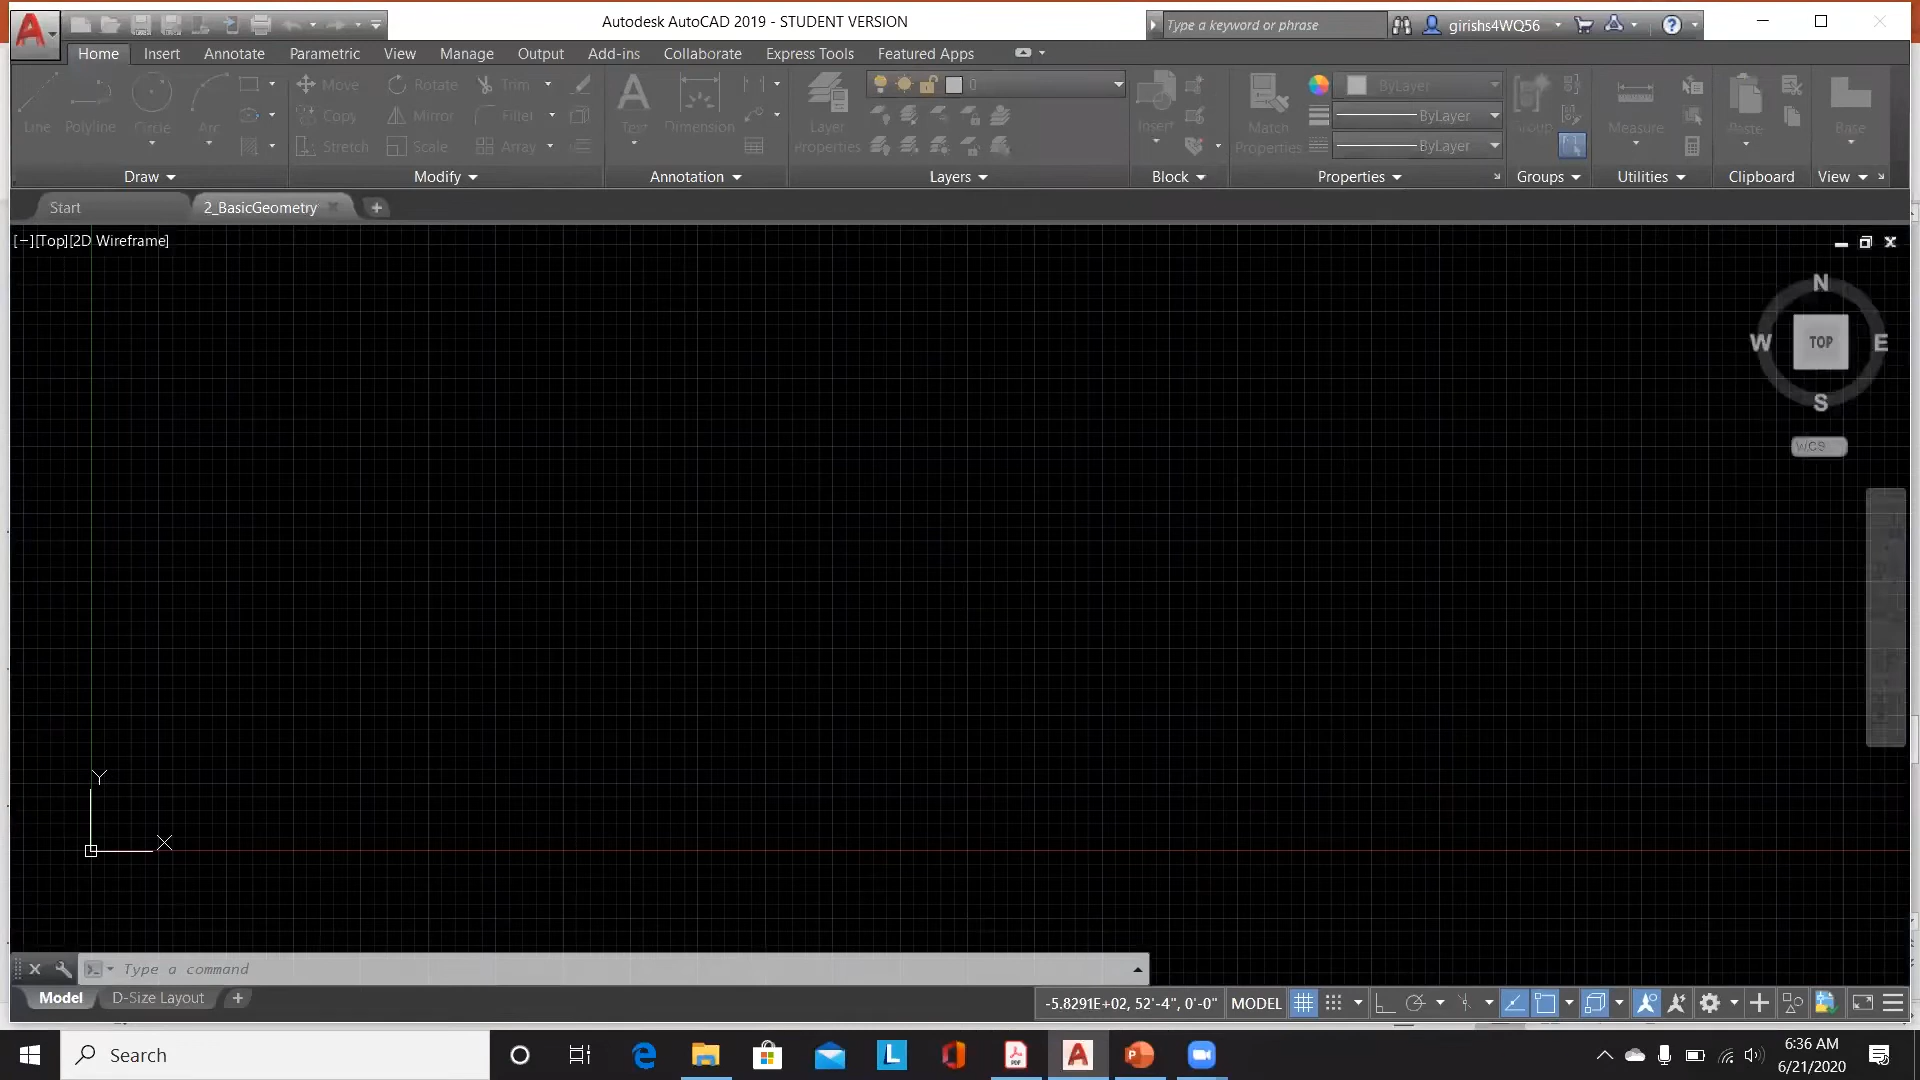 Autodesk AutoCAD 2019 - STUDENT VERSION
Type a keyword or phrase
girishs4WQ56
Home Insert Annotate Parametric View Manage Output Add-ins Collaborate Express Tools Featured Apps
Move Rotate Trim
0
ByLayer
Line Polyline Circle Arc
Copy Mirror Fillet
Text Dimension
Layer
Properties
Insert
Match
Properties
ByLayer
Group
Measure
Paste
Base
Stretch Scale Array
ByLayer
Draw Modify Annotation Layers Block Properties Groups Utilities Clipboard View
Start 2_BasicGeometry
[−][Top][2D Wireframe]
N
W TOP E
S
WCS
Y
X
Type a command
Model D-Size Layout
-5.8291E+02, 52'-4", 0'-0" MODEL
Search
6:36 AM
6/21/2020